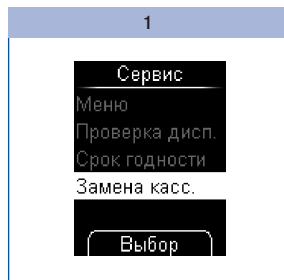 1
Сервис
Меню
Проверка дисп.
Срок годности
Замена касс.
Выбор